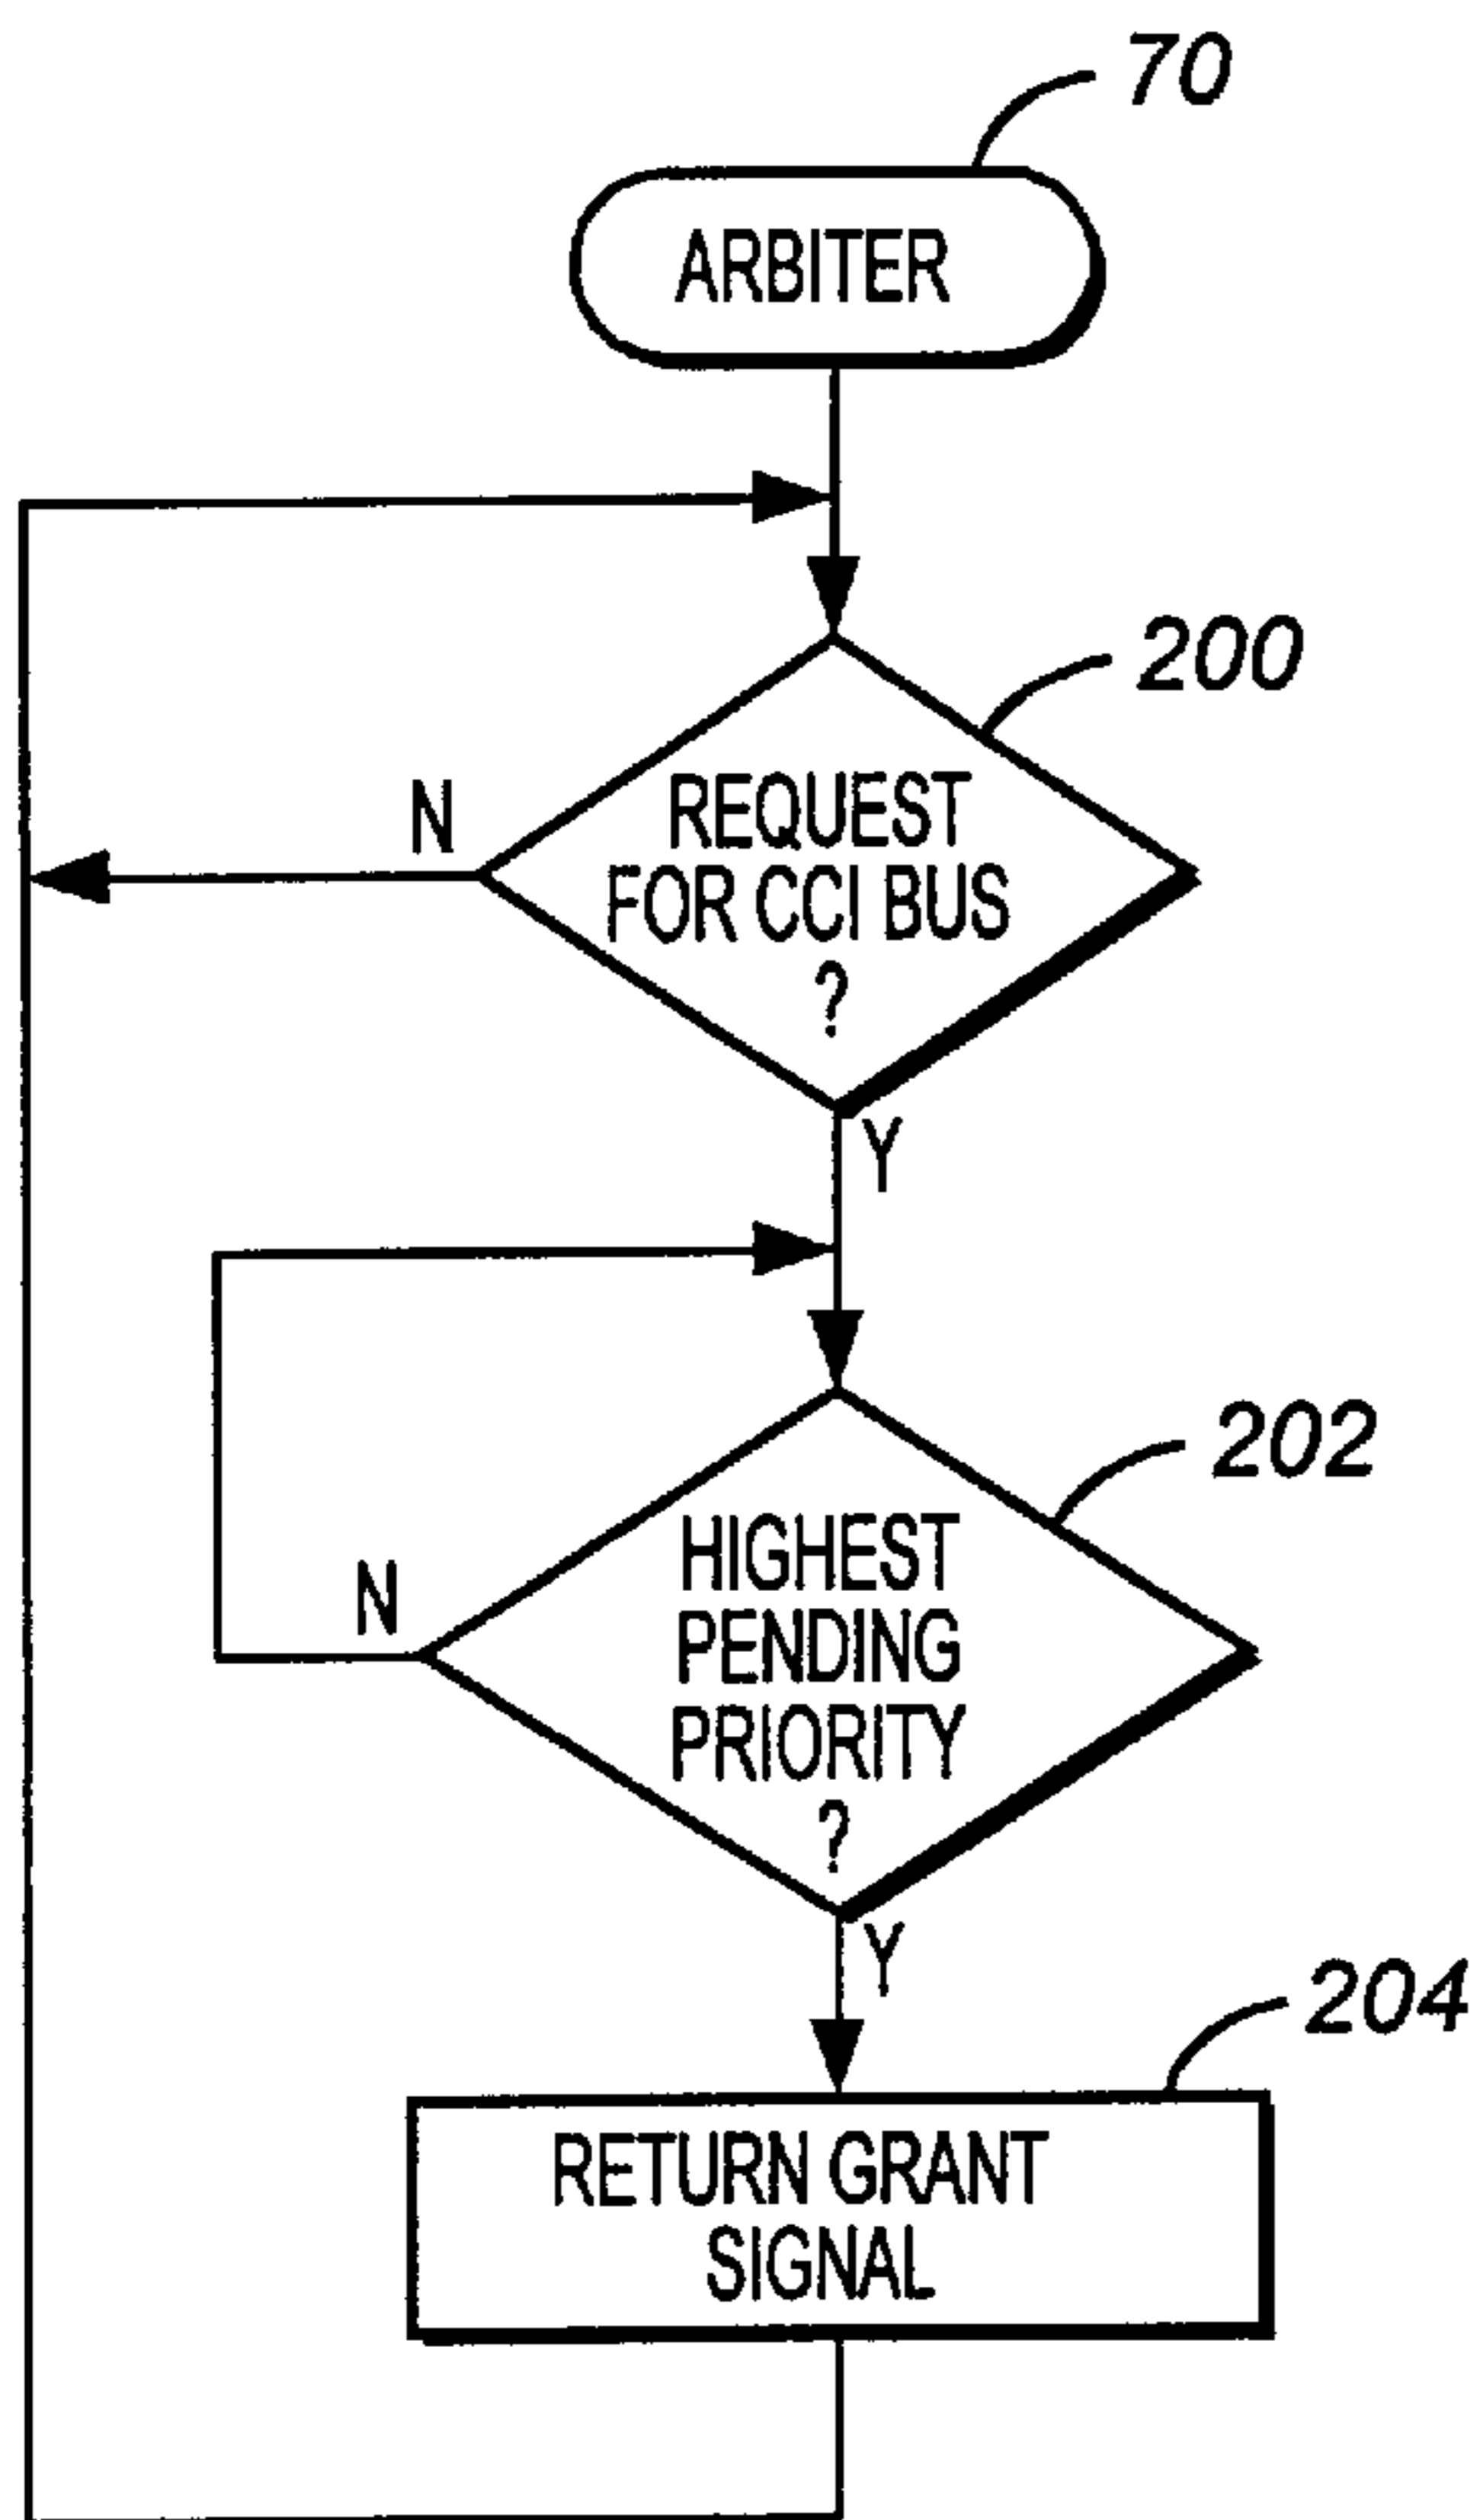 70
ARBITER
200
N
REQUEST
FOR CCI BUS
?
Y
202
N
HIGHEST
PENDING
PRIORITY
?
Y
204
RETURN GRANT
SIGNAL